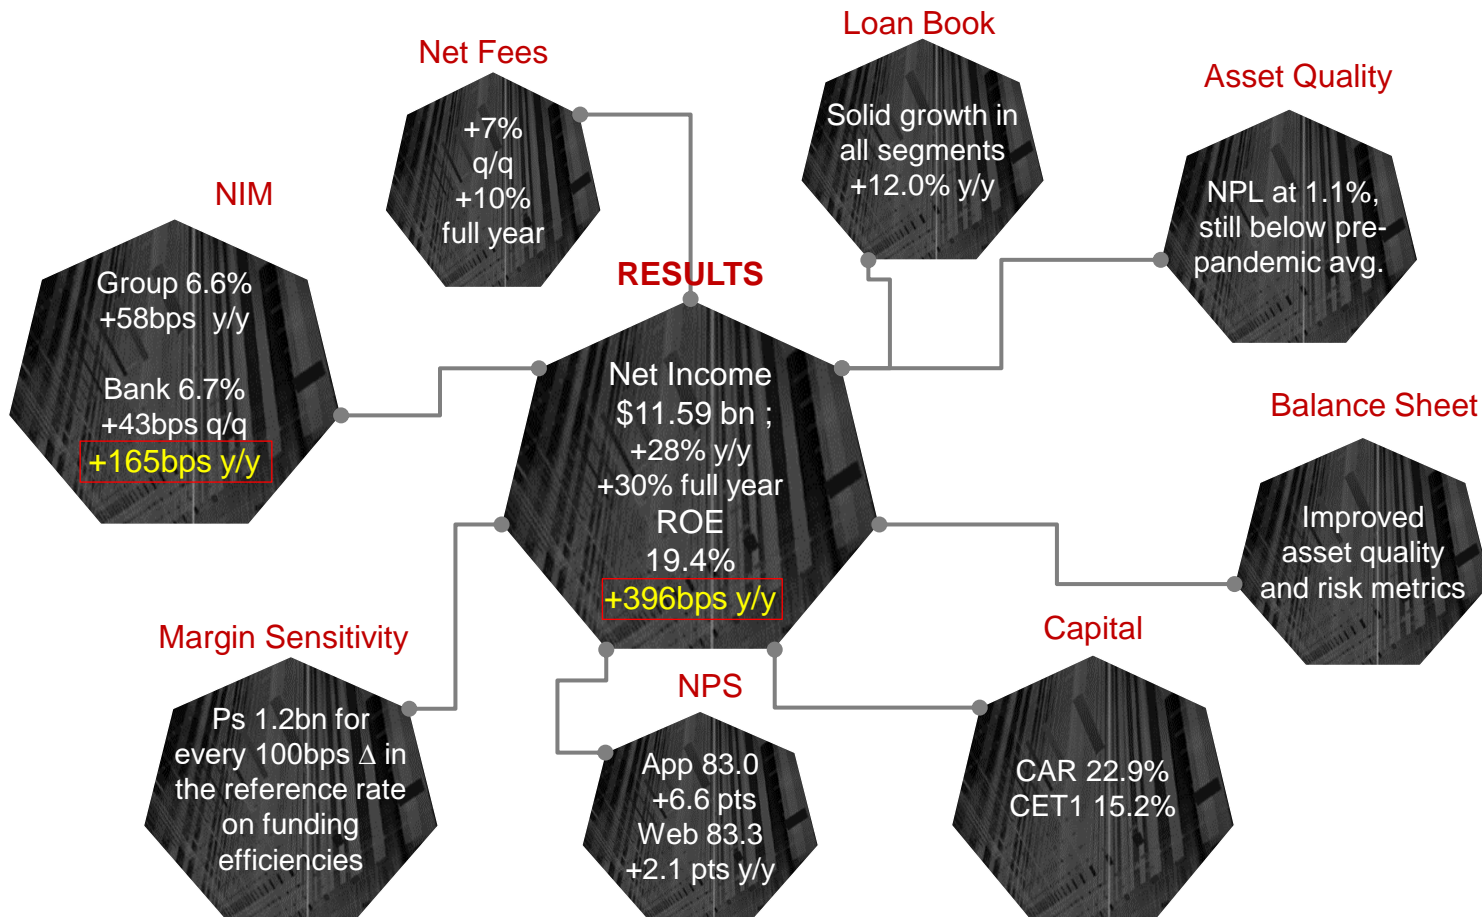 Net Fees
+7%
q/q
+10%
full year
Loan Book
Solid growth in
all segments
+12.0% y/y
Asset Quality
NPL at 1.1%,
still below pre-
pandemic avg.
NIM
Group 6.6%
+58bps y/y
Bank 6.7%
+43bps q/q
+165bps y/y
RESULTS
Net Income
$11.59 bn ;
+28% y/y
+30% full year
ROE
19.4%
+396bps y/y
Balance Sheet
Improved
asset quality
and risk metrics
Margin Sensitivity
Ps 1.2bn for
every 100bps ∆ in
the reference rate
on funding
efficiencies
NPS
App 83.0
+6.6 pts
Web 83.3
+2.1 pts y/y
Capital
CAR 22.9%
CET1 15.2%